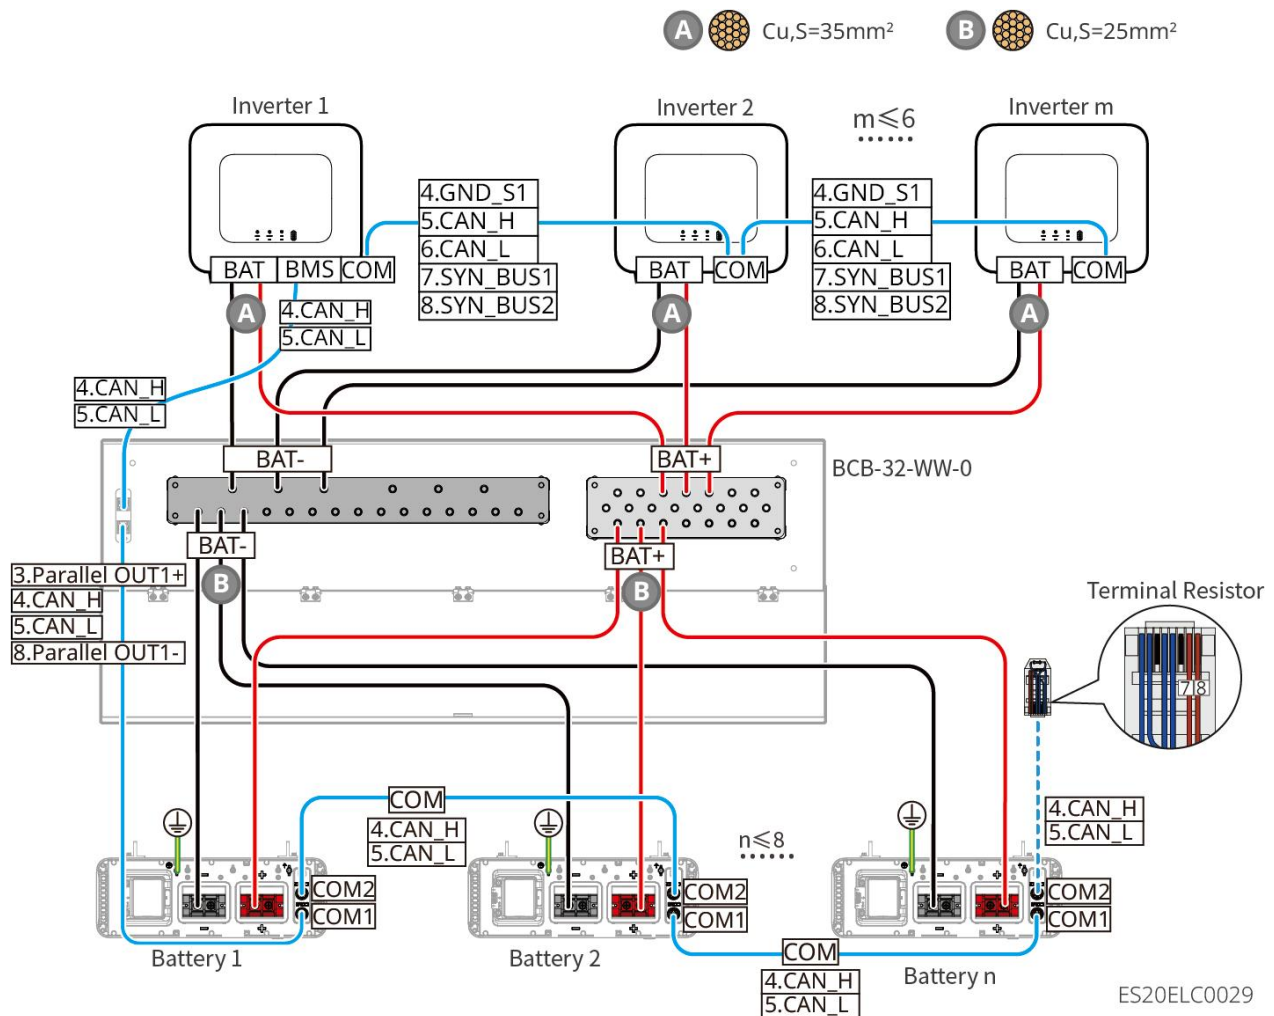 A Cu,S=35mm²
B Cu,S=25mm²
Inverter 1
Inverter 2
m≤6
Inverter m
4.GND_S1
5.CAN_H
6.CAN_L
7.SYN_BUS1
8.SYN_BUS2
4.GND_S1
5.CAN_H
6.CAN_L
7.SYN_BUS1
8.SYN_BUS2
BAT
BMS
COM
BAT
COM
BAT
COM
A
A
A
4.CAN_H
5.CAN_L
4.CAN_H
5.CAN_L
BAT-
BAT+
BCB-32-WW-0
BAT-
BAT+
B
B
3.Parallel OUT1+
4.CAN_H
5.CAN_L
8.Parallel OUT1-
Terminal Resistor
7 8
COM
4.CAN_H
5.CAN_L
n≤8
4.CAN_H
5.CAN_L
COM2
COM1
COM2
COM1
COM2
COM1
Battery 1
Battery 2
Battery n
COM
4.CAN_H
5.CAN_L
ES20ELC0029